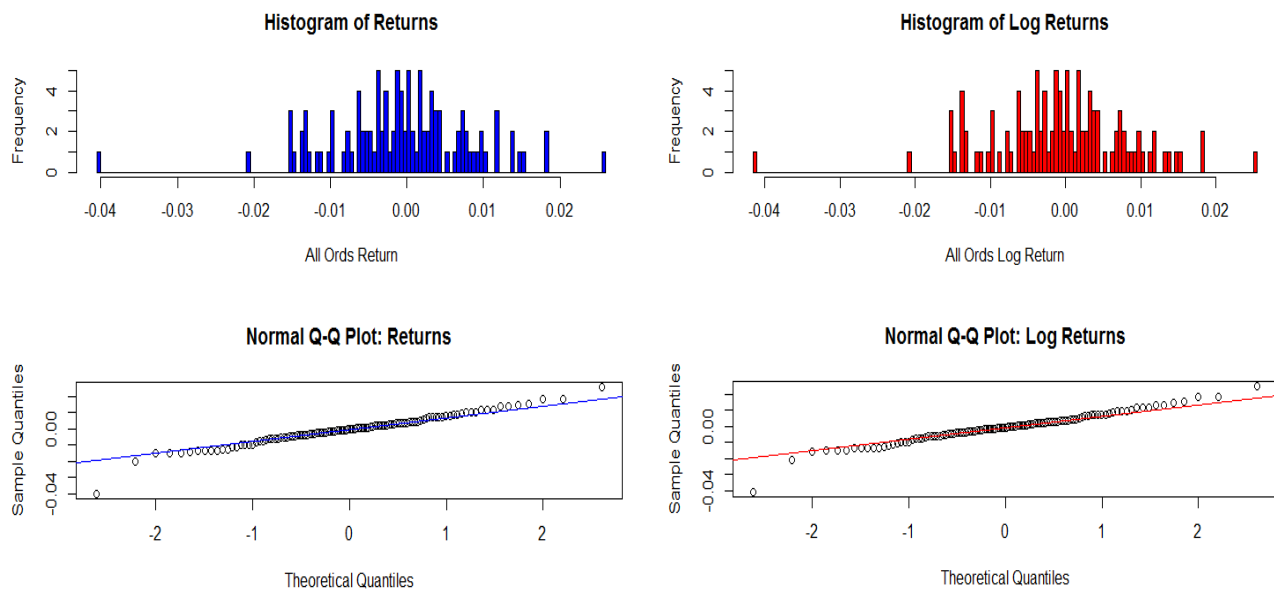 Histogram of Returns
Frequency
0 2 4
-0.04 -0.03 -0.02 -0.01 0.00 0.01 0.02
All Ords Return
Histogram of Log Returns
Frequency
0 2 4
-0.04 -0.03 -0.02 -0.01 0.00 0.01 0.02
All Ords Log Return
Normal Q-Q Plot: Returns
Sample Quantiles
-0.04 0.00
-2 -1 0 1 2
Theoretical Quantiles
Normal Q-Q Plot: Log Returns
Sample Quantiles
-0.04 0.00
-2 -1 0 1 2
Theoretical Quantiles